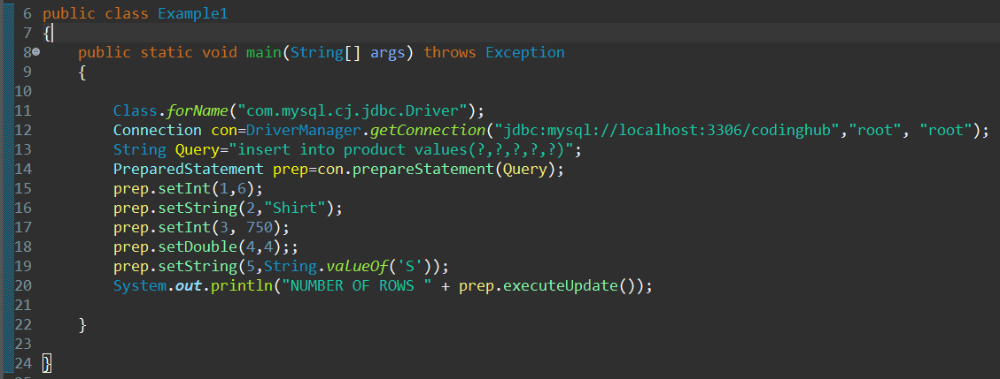 6 public class Example1
7 {
8 public static void main(String[] args) throws Exception
9 {
10
11 Class.forName("com.mysql.cj.jdbc.Driver");
12 Connection con=DriverManager.getConnection("jdbc:mysql://localhost:3306/codinghub","root", "root");
13 String Query="insert into product values(?,?,?,?,?)";
14 PreparedStatement prep=con.prepareStatement(Query);
15 prep.setInt(1,6);
16 prep.setString(2,"Shirt");
17 prep.setInt(3, 750);
18 prep.setDouble(4,4);;
19 prep.setString(5,String.valueOf('S'));
20 System.out.println("NUMBER OF ROWS " + prep.executeUpdate());
21
22 }
23
24 }